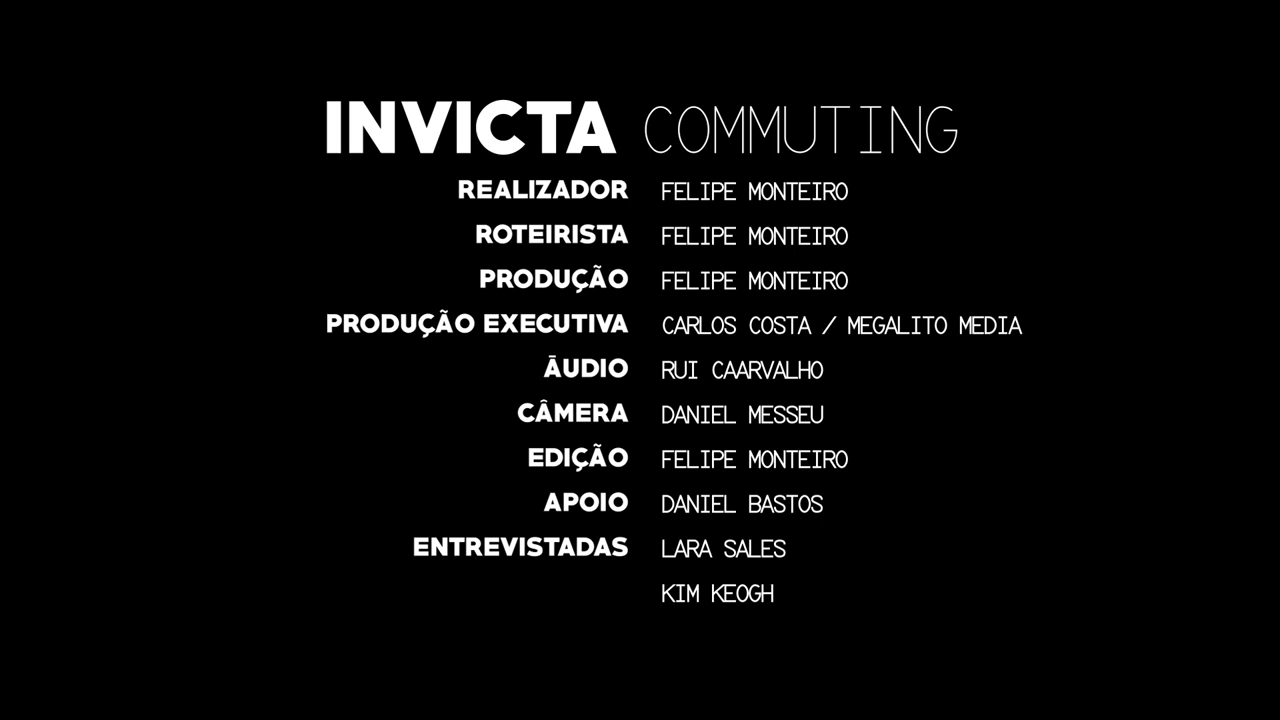 INVICTA COMMUTING
REALIZADOR FELIPE MONTEIRO
ROTEIRISTA FELIPE MONTEIRO
PRODUÇÃO FELIPE MONTEIRO
PRODUÇÃO EXECUTIVA CARLOS COSTA / MEGALITO MEDIA
ĀUDIO RUI CAARVALHO
CÂMERA DANIEL MESSEU
EDIÇÃO FELIPE MONTEIRO
APOIO DANIEL BASTOS
ENTREVISTADAS LARA SALES
KIM KEOGH